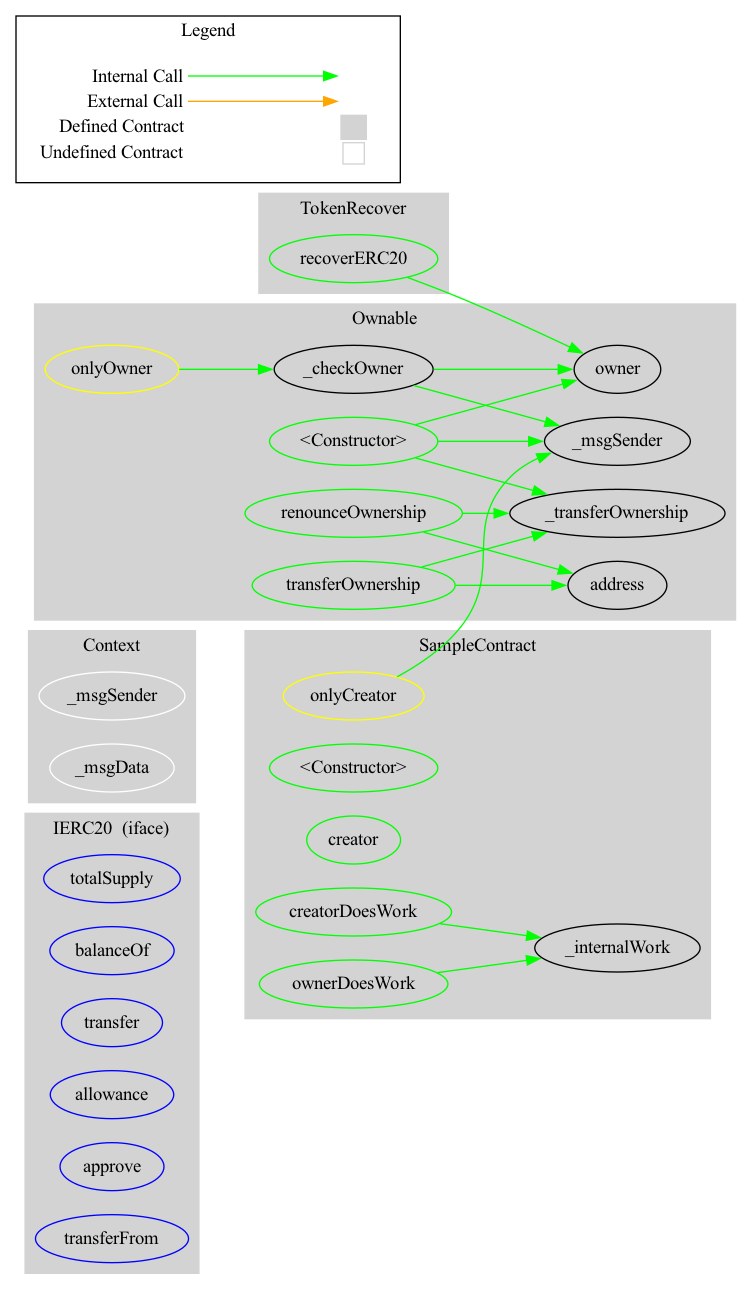 Legend
Internal Call
External Call
Defined Contract
Undefined Contract
TokenRecover
recoverERC20
Ownable
onlyOwner
_checkOwner
owner
<Constructor>
_msgSender
renounceOwnership
_transferOwnership
transferOwnership
address
Context
_msgSender
_msgData
SampleContract
onlyCreator
<Constructor>
creator
creatorDoesWork
_internalWork
ownerDoesWork
IERC20  (iface)
totalSupply
balanceOf
transfer
allowance
approve
transferFrom